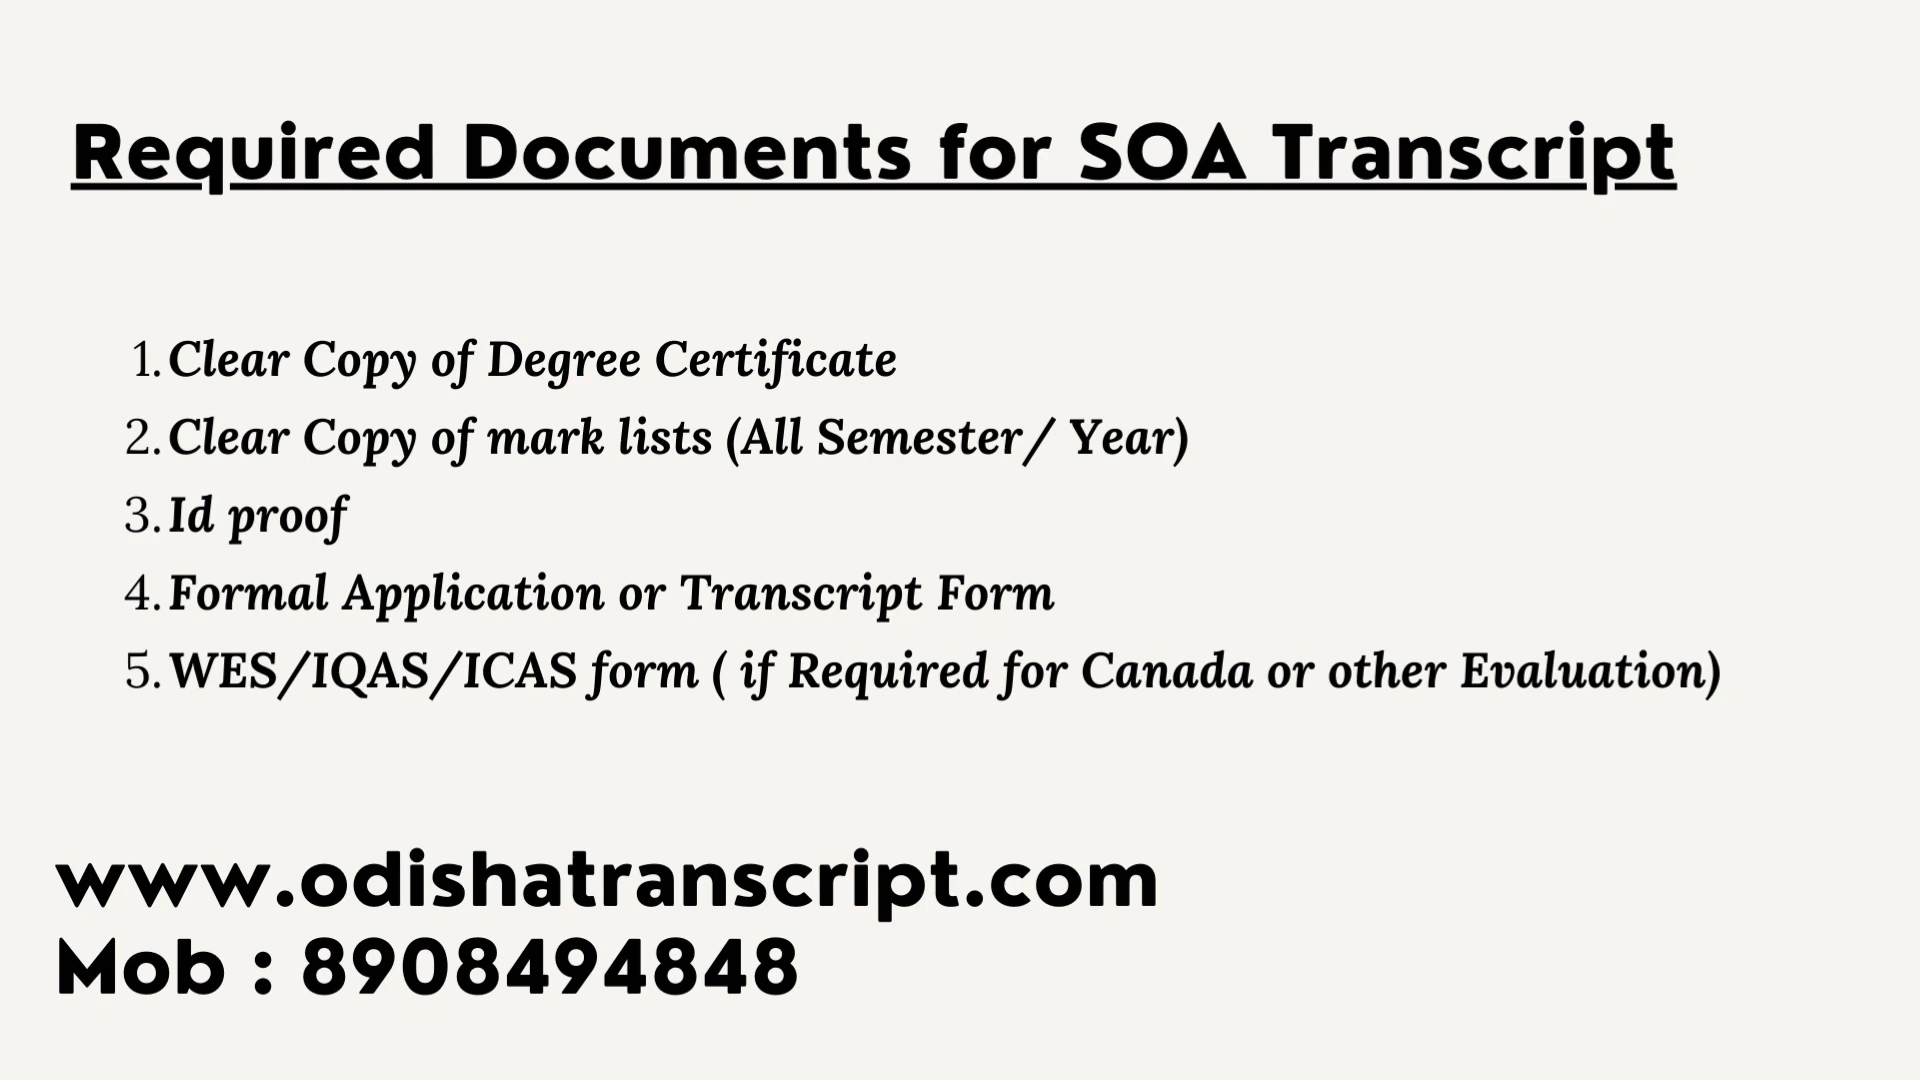 Required Documents for SOA Transcript
1. Clear Copy of Degree Certificate
2. Clear Copy of mark lists (All Semester/ Year)
3. Id proof
4. Formal Application or Transcript Form
5. WES/IQAS/ICAS form ( if Required for Canada or other Evaluation)
www.odishatranscript.com
Mob : 8908494848